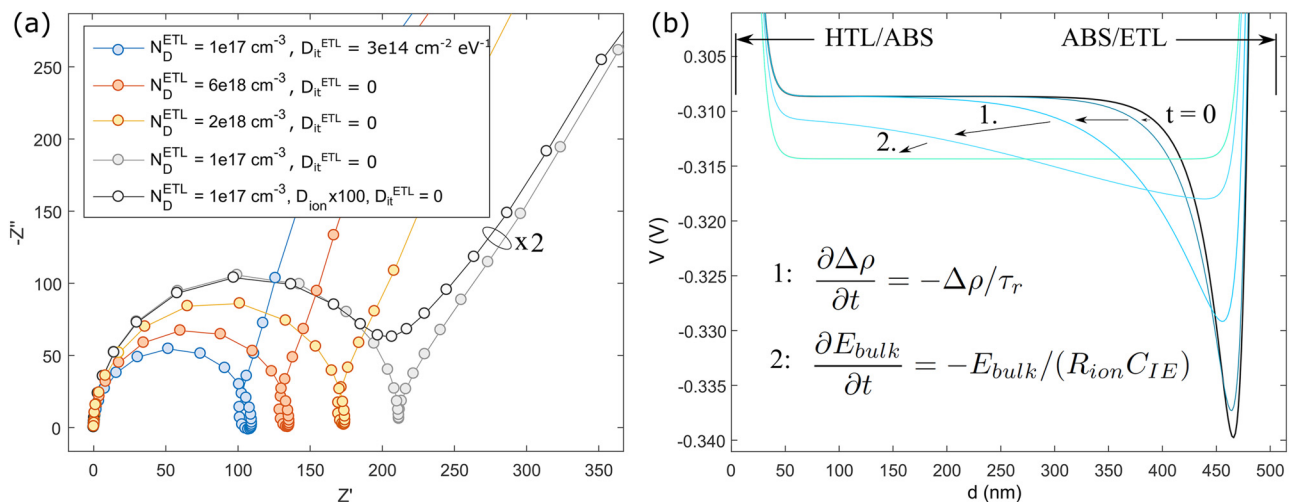 (a)
-Z''
250
200
150
100
50
0
0 50 100 150 200 250 300 350
Z'
N_D^ETL = 1e17 cm^-3, D_it^ETL = 3e14 cm^-2 eV^-1
N_D^ETL = 6e18 cm^-3, D_it^ETL = 0
N_D^ETL = 2e18 cm^-3, D_it^ETL = 0
N_D^ETL = 1e17 cm^-3, D_it^ETL = 0
N_D^ETL = 1e17 cm^-3, D_ion x100, D_it^ETL = 0
x2
(b)
V (V)
-0.305
-0.310
-0.315
-0.320
-0.325
-0.330
-0.335
-0.340
0 50 100 150 200 250 300 350 400 450 500
d (nm)
HTL/ABS ABS/ETL
t=0
1.
2.
1: ∂Δρ/∂t = −Δρ/τ_r
2: ∂E_bulk/∂t = −E_bulk/(R_ion C_IE)